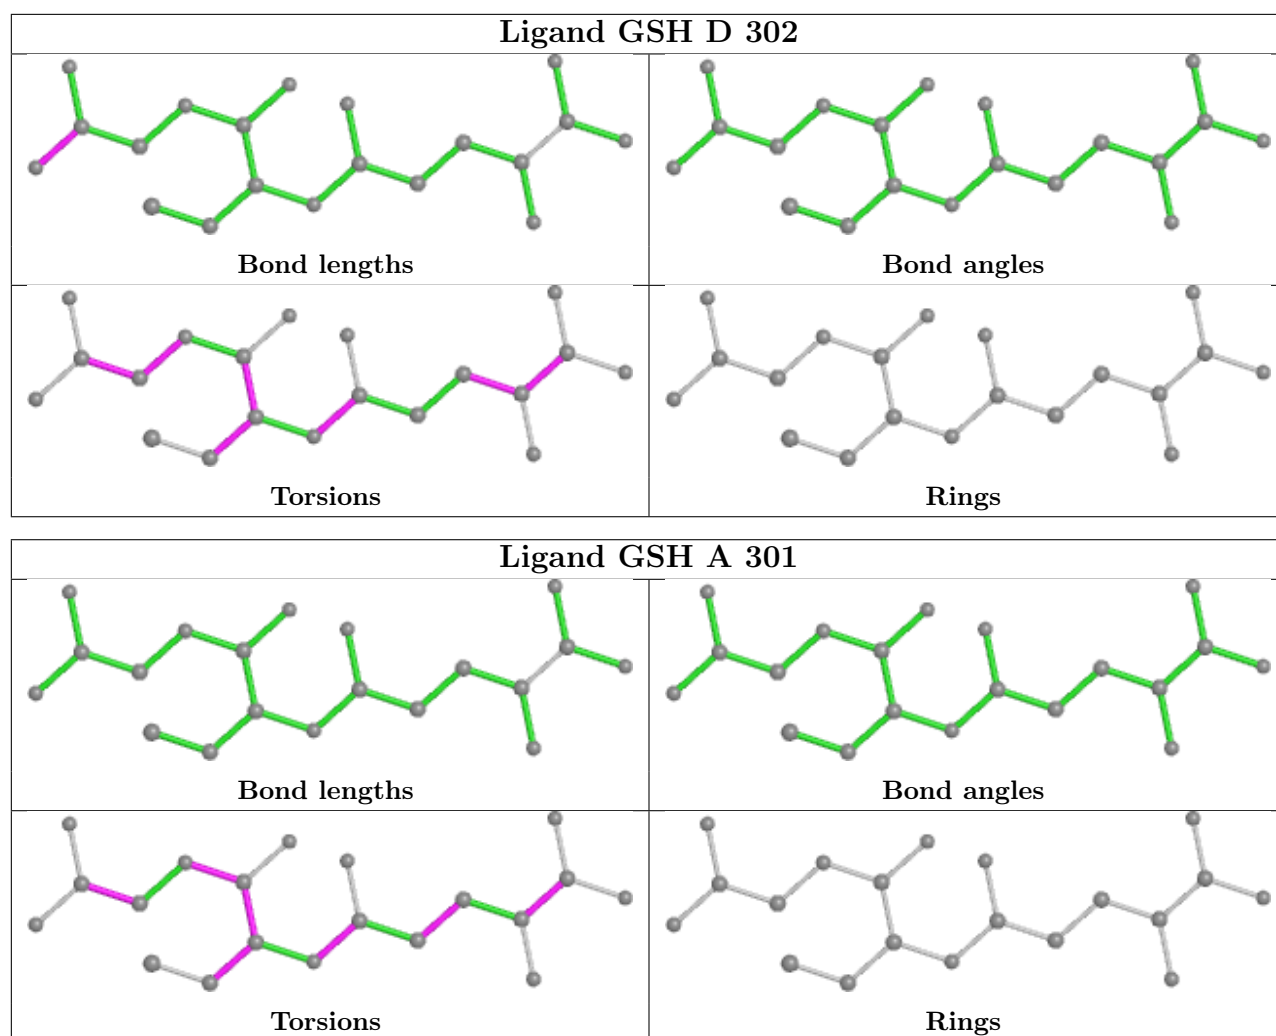 Ligand GSH D 302
Bond lengths
Bond angles
Torsions
Rings
Ligand GSH A 301
Bond lengths
Bond angles
Torsions
Rings